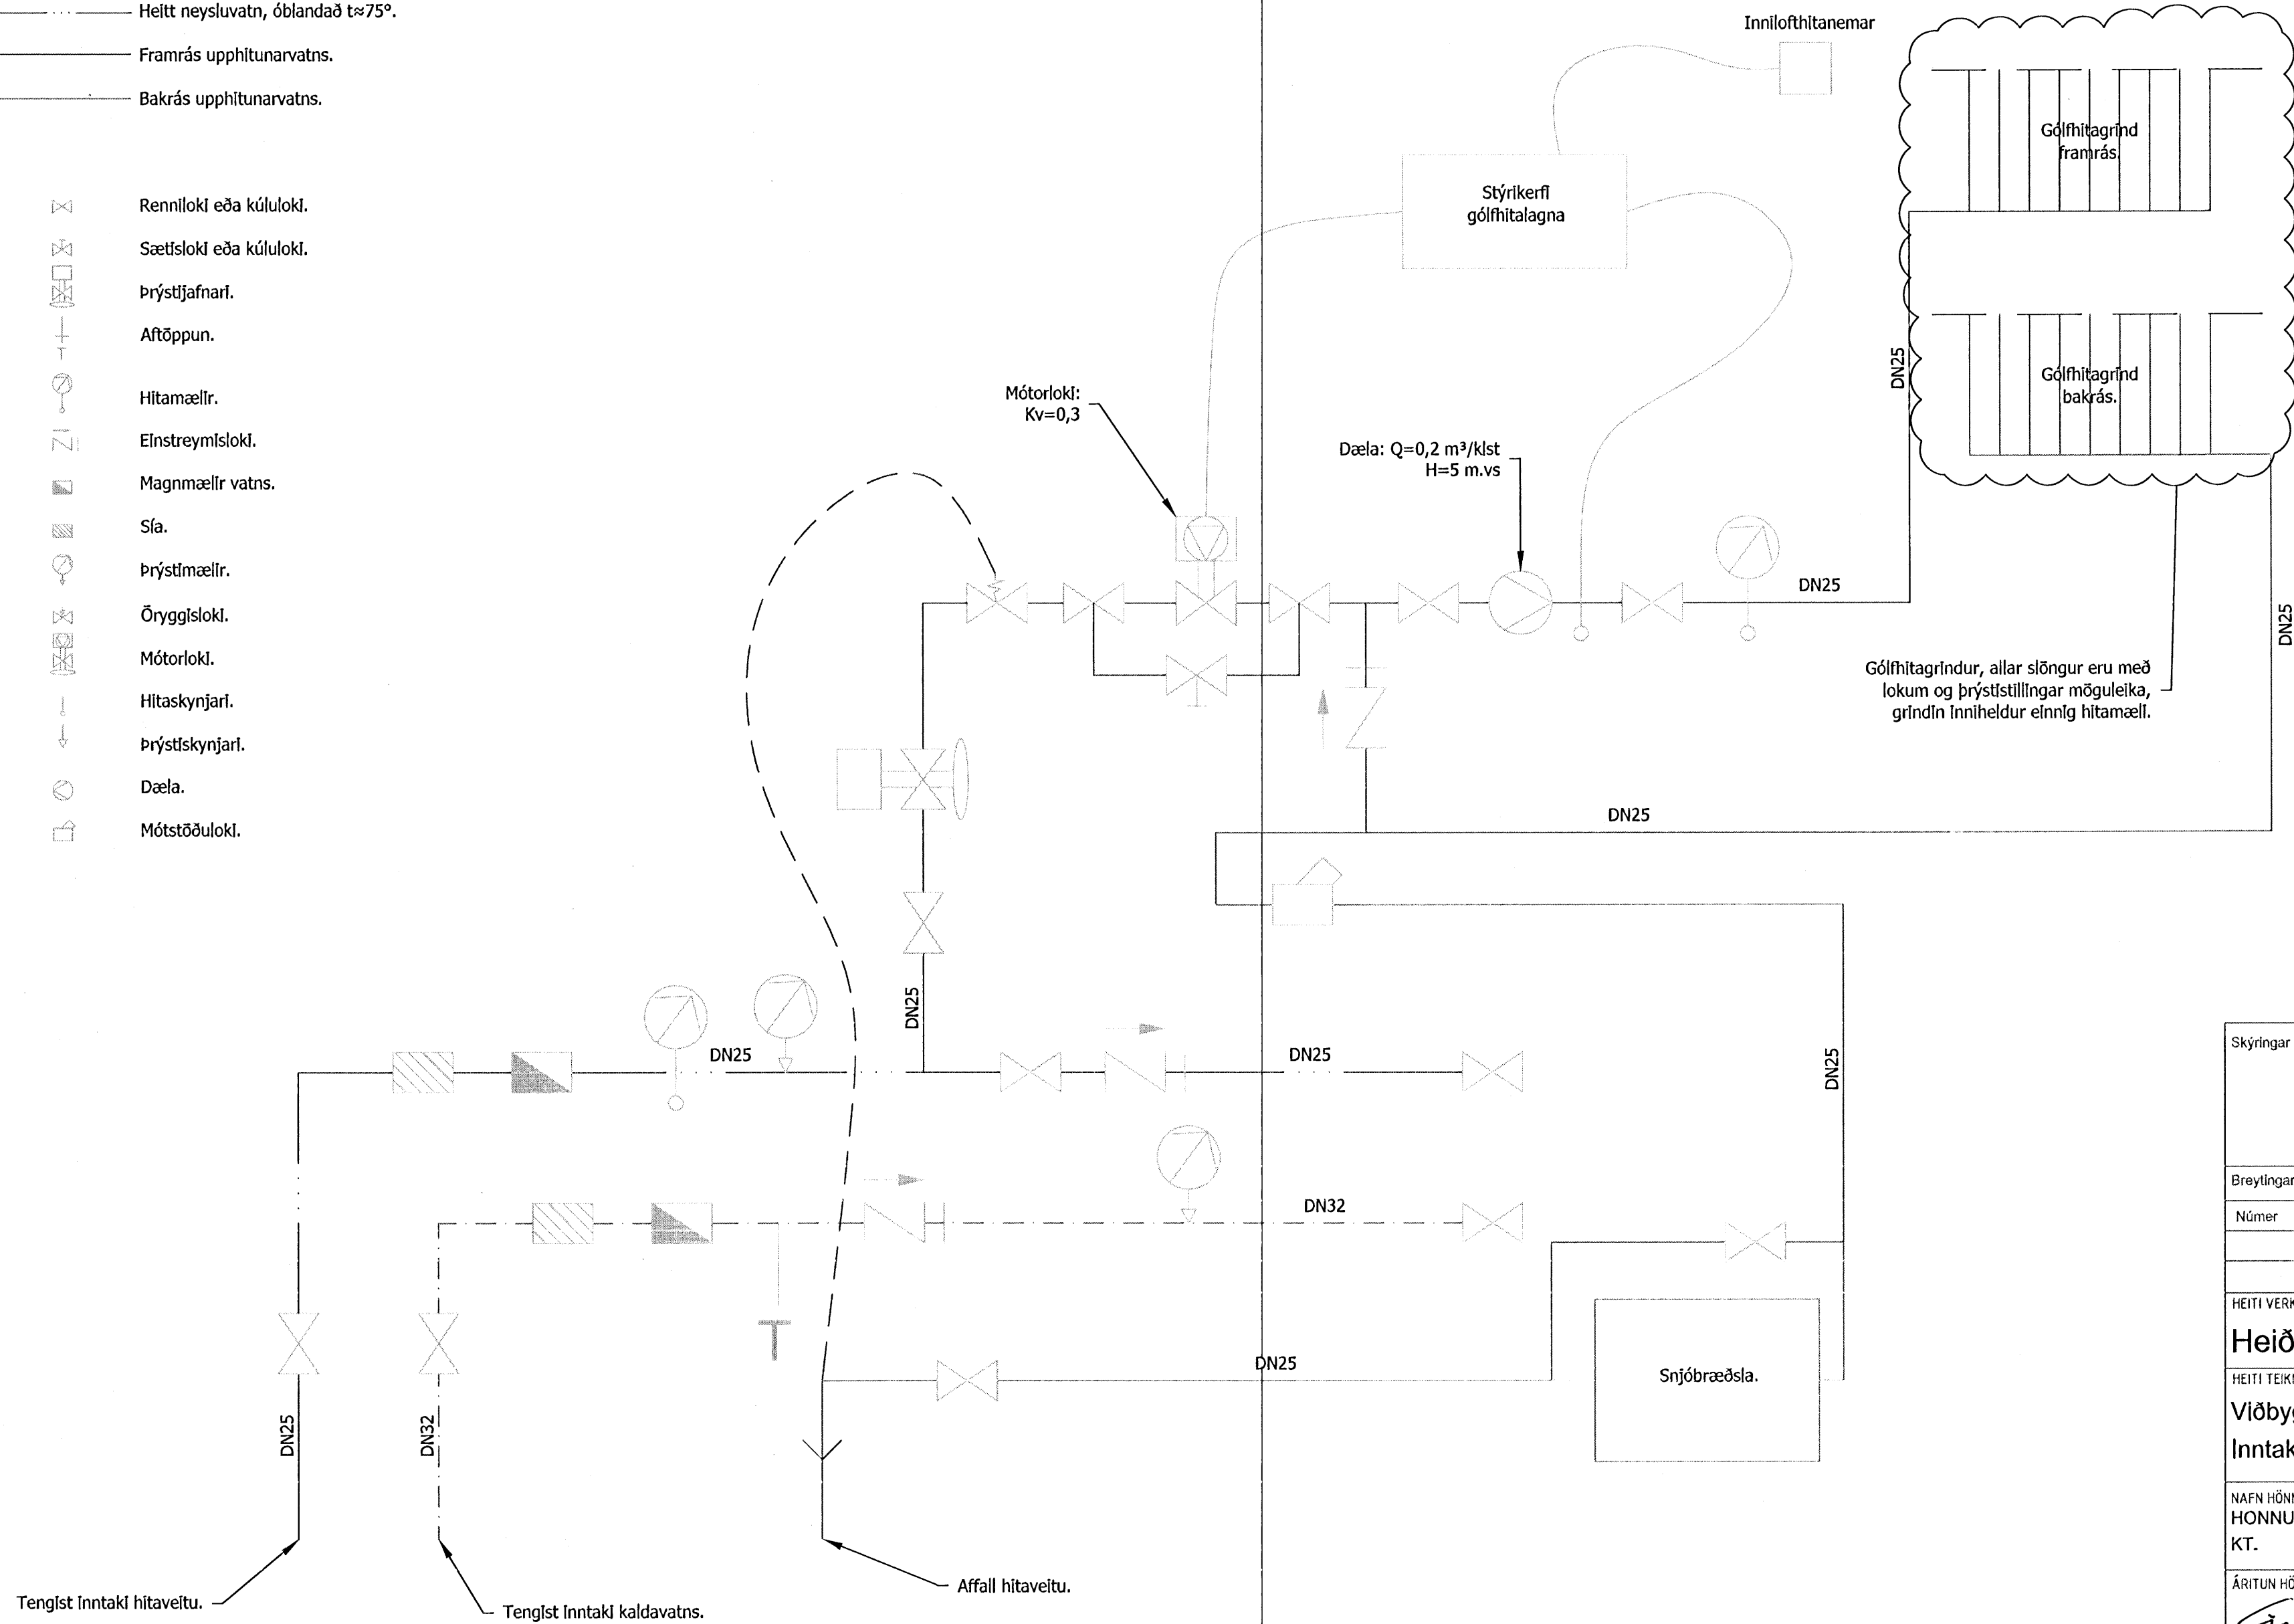 Heitt neysluvatn, óblandað t≈75°.
Framrás upphitunarvatns.
Bakrás upphitunarvatns.
Renniloki eða kúluloki.
Sætisloki eða kúluloki.
Þrýstijafnari.
Aftöppun.
Hitamælir.
Einstreymisloki.
Magnmælir vatns.
Sía.
Þrýstimælir.
Öryggisloki.
Mótorloki.
Hitaskynjari.
Þrýstiskynjari.
Dæla.
Mótstöðuloki.
Innilofthitanemar
Stýrikerfi
gólfhitalagna
Gólfhitagrind
framrás.
Gólfhitagrind
bakrás.
DN25
Mótorloki:
Kv=0,3
Dæla: Q=0,2 m³/klst
H=5 m.vs
DN25
DN25
Gólfhitagrindur, allar slöngur eru með
lokum og þrýstistillingar möguleika,
grindin inniheldur einnig hitamæli.
DN25
DN25
DN25
DN25
DN25
DN32
DN25
Snjóbræðsla.
DN25
DN32
Tengist inntaki hitaveitu.
Tengist inntaki kaldavatns.
Affall hitaveitu.
Skýringar
Breytingar
Númer
HEITI VERK
Heið
HEITI TEIK
Viðbyg
Inntak
NAFN HÖN
HONNU
KT.
ÁRITUN HÖ